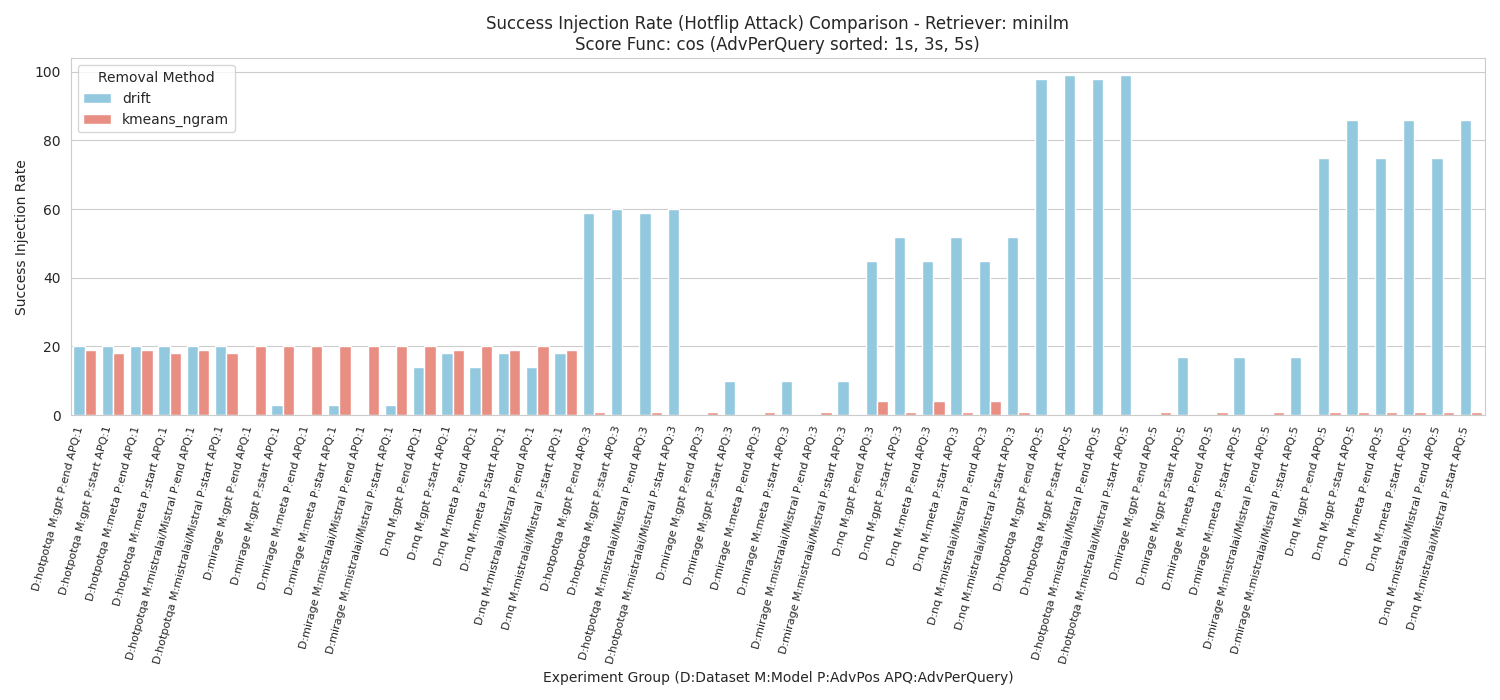 Success Injection Rate (Hotflip Attack) Comparison - Retriever: minilm
Score Func: cos (AdvPerQuery sorted: 1s, 3s, 5s)
Removal Method
drift
kmeans_ngram
Success Injection Rate
100
80
60
40
20
0
D:hotpotqa M:gpt P:end APQ:1
D:hotpotqa M:gpt P:start APQ:1
D:hotpotqa M:meta P:end APQ:1
D:hotpotqa M:meta P:start APQ:1
D:hotpotqa M:mistralai/Mistral P:end APQ:1
D:hotpotqa M:mistralai/Mistral P:start APQ:1
D:mirage M:gpt P:end APQ:1
D:mirage M:gpt P:start APQ:1
D:mirage M:meta P:end APQ:1
D:mirage M:meta P:start APQ:1
D:mirage M:mistralai/Mistral P:end APQ:1
D:mirage M:mistralai/Mistral P:start APQ:1
D:nq M:gpt P:end APQ:1
D:nq M:gpt P:start APQ:1
D:nq M:meta P:end APQ:1
D:nq M:meta P:start APQ:1
D:nq M:mistralai/Mistral P:end APQ:1
D:nq M:mistralai/Mistral P:start APQ:1
D:hotpotqa M:gpt P:end APQ:3
D:hotpotqa M:gpt P:start APQ:3
D:hotpotqa M:mistralai/Mistral P:end APQ:3
D:hotpotqa M:mistralai/Mistral P:start APQ:3
D:mirage M:gpt P:end APQ:3
D:mirage M:gpt P:start APQ:3
D:mirage M:meta P:end APQ:3
D:mirage M:meta P:start APQ:3
D:mirage M:mistralai/Mistral P:end APQ:3
D:mirage M:mistralai/Mistral P:start APQ:3
D:nq M:gpt P:end APQ:3
D:nq M:gpt P:start APQ:3
D:nq M:meta P:end APQ:3
D:nq M:meta P:start APQ:3
D:nq M:mistralai/Mistral P:end APQ:3
D:nq M:mistralai/Mistral P:start APQ:3
D:hotpotqa M:gpt P:end APQ:5
D:hotpotqa M:gpt P:start APQ:5
D:hotpotqa M:mistralai/Mistral P:end APQ:5
D:hotpotqa M:mistralai/Mistral P:start APQ:5
D:mirage M:gpt P:end APQ:5
D:mirage M:gpt P:start APQ:5
D:mirage M:meta P:end APQ:5
D:mirage M:meta P:start APQ:5
D:mirage M:mistralai/Mistral P:end APQ:5
D:mirage M:mistralai/Mistral P:start APQ:5
D:nq M:gpt P:end APQ:5
D:nq M:gpt P:start APQ:5
D:nq M:meta P:end APQ:5
D:nq M:meta P:start APQ:5
D:nq M:mistralai/Mistral P:end APQ:5
D:nq M:mistralai/Mistral P:start APQ:5
Experiment Group (D:Dataset M:Model P:AdvPos APQ:AdvPerQuery)